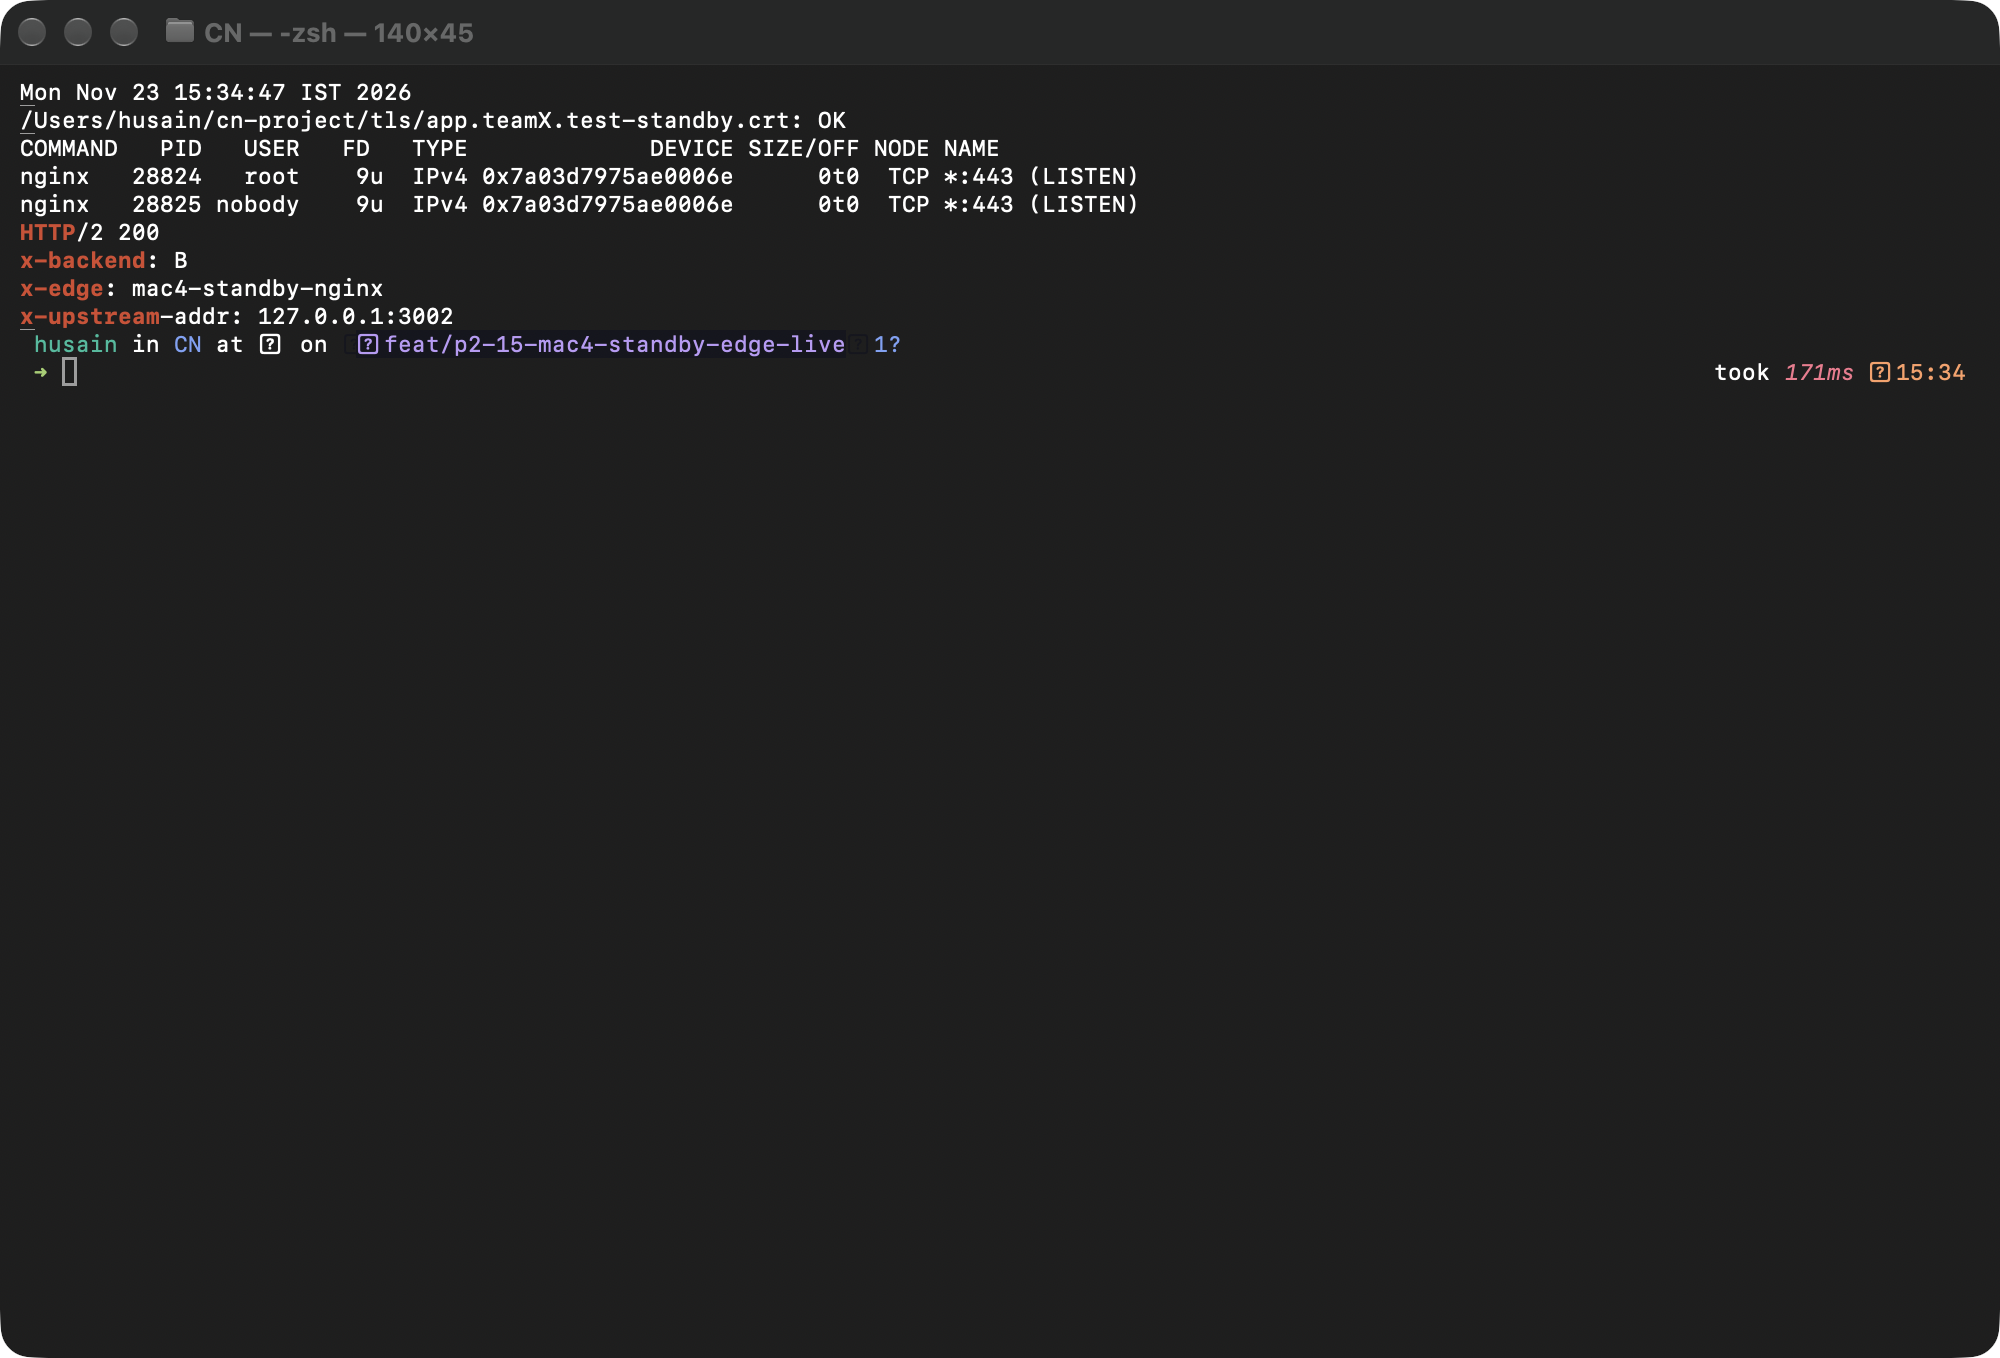 CN — -zsh — 140×45
Mon Nov 23 15:34:47 IST 2026
/Users/husain/cn-project/tls/app.teamX.test-standby.crt: OK
COMMAND   PID   USER   FD   TYPE             DEVICE SIZE/OFF NODE NAME
nginx   28824   root    9u  IPv4 0x7a03d7975ae0006e      0t0  TCP *:443 (LISTEN)
nginx   28825 nobody    9u  IPv4 0x7a03d7975ae0006e      0t0  TCP *:443 (LISTEN)
HTTP/2 200
x-backend: B
x-edge: mac4-standby-nginx
x-upstream-addr: 127.0.0.1:3002
husain in CN at ⍰ on ⍰ feat/p2-15-mac4-standby-edge-live ⍰ 1?
➜ took 171ms ⍰ 15:34